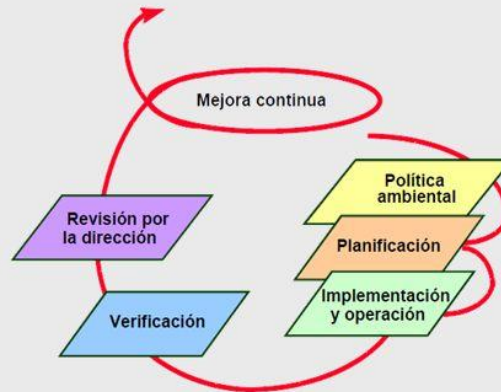 Mejora continua
Política
ambiental
Planificación
Implementación
y operación
Verificación
Revisión por
la dirección